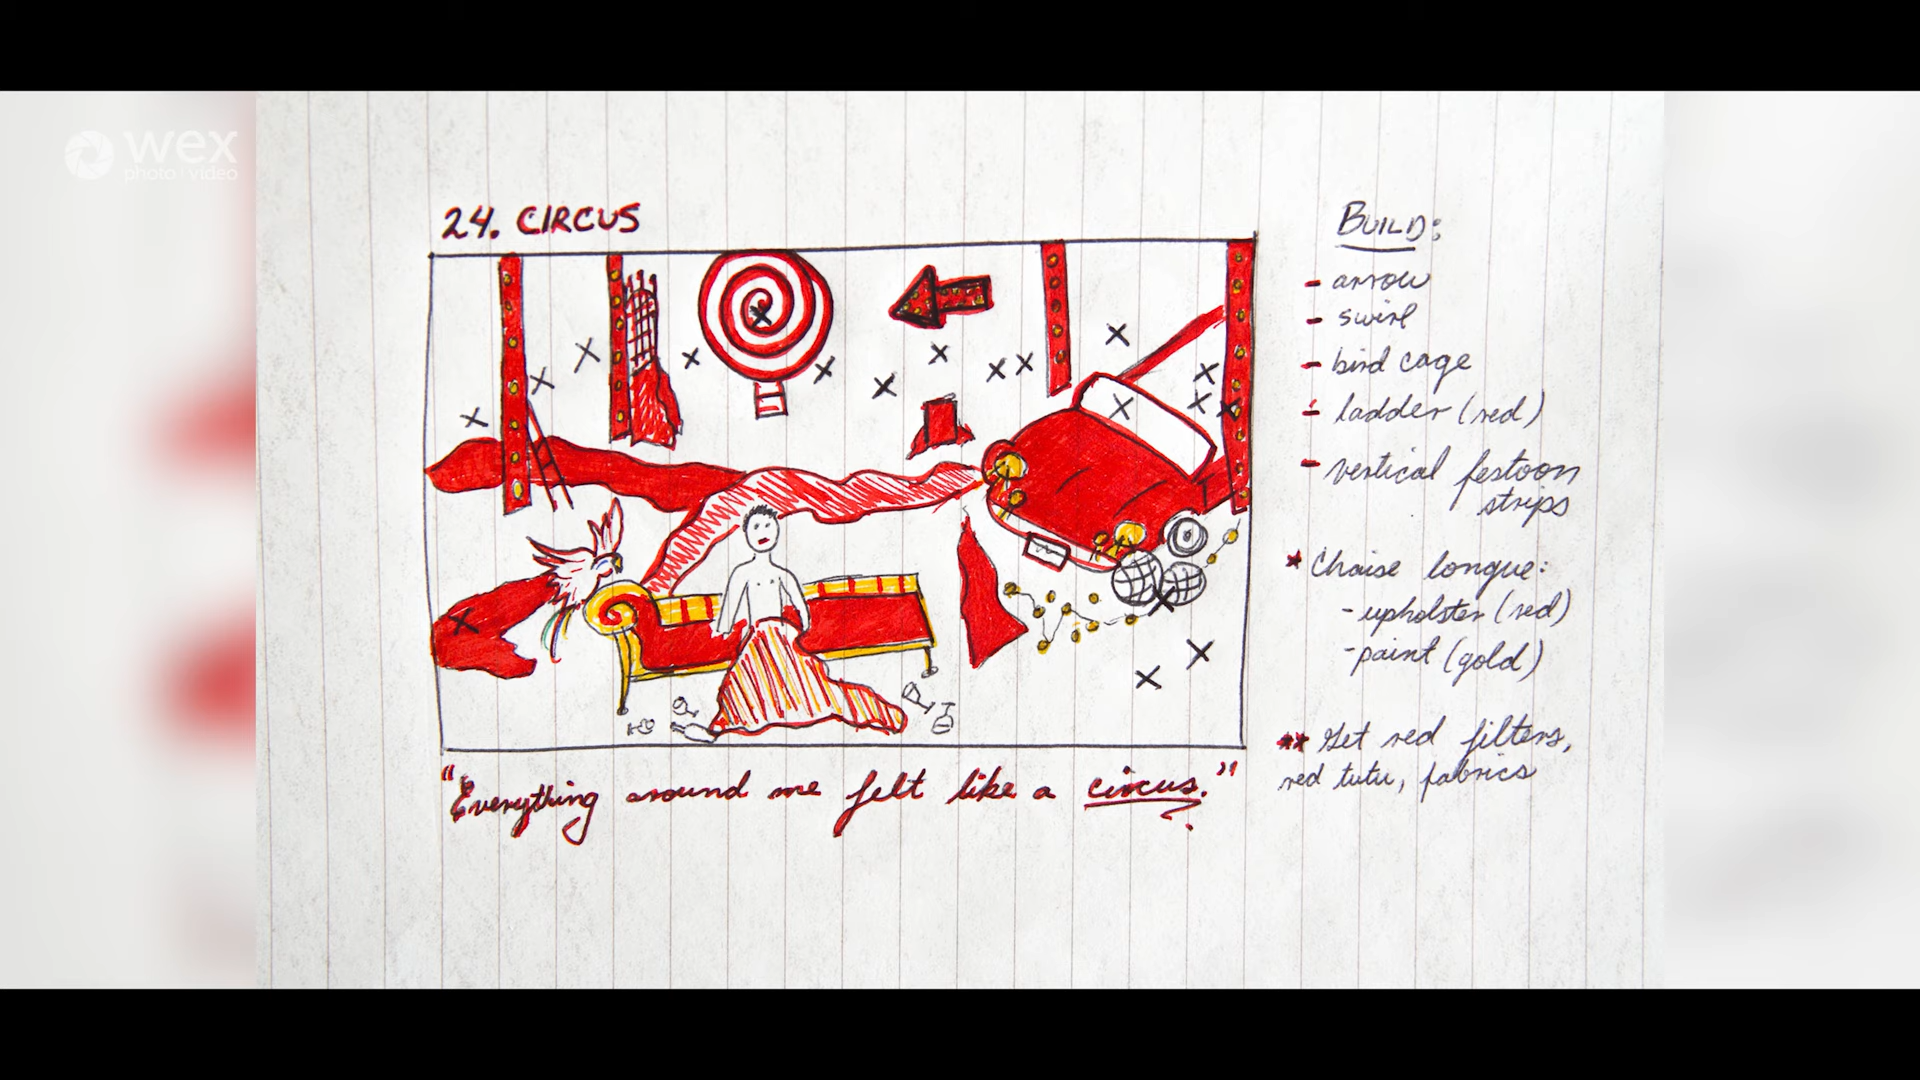 wex
photo video
24. CIRCUS
"Everything around me felt like a circus."
BUILD:
- arrow
- swirl
- bird cage
- ladder (red)
- vertical festoon
strips
* Chaise longue:
- upholster (red)
- paint (gold)
** Get red filters,
red tutu, fabrics